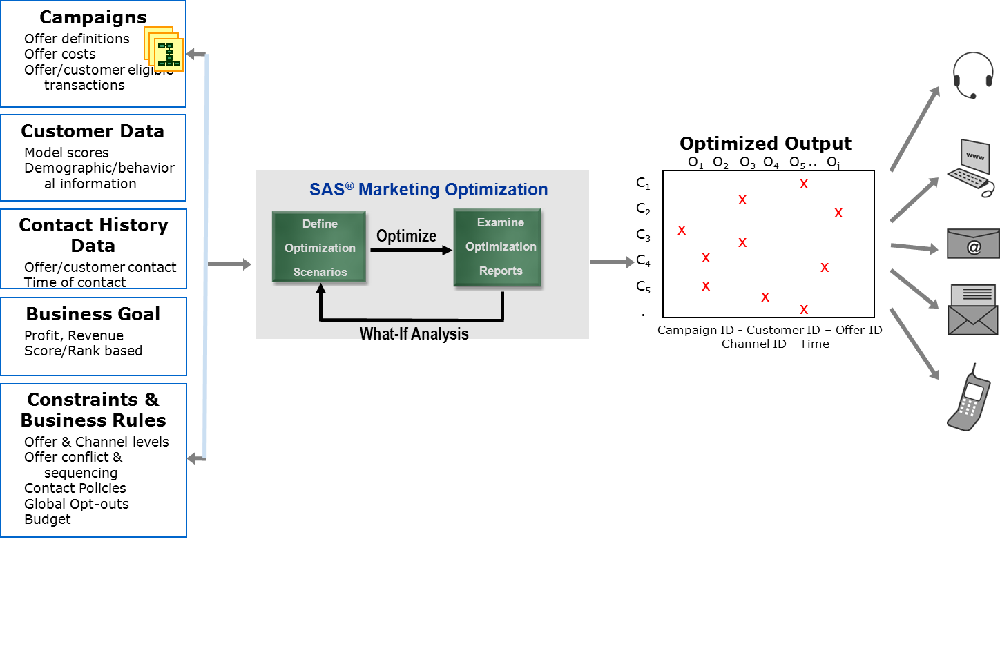 Campaigns
Offer definitions
Offer costs
Offer/customer eligible
transactions
Customer Data
Model scores
Demographic/behavior
al information
Contact History
Data
Offer/customer contact
Time of contact
Business Goal
Profit, Revenue
Score/Rank based
Constraints &
Business Rules
Offer & Channel levels
Offer conflict &
sequencing
Contact Policies
Global Opt-outs
Budget
SAS® Marketing Optimization
Define
Optimization
Scenarios
Optimize
Examine
Optimization
Reports
What-If Analysis
Optimized Output
O1 O2 O3 O4 O5 .. Oj
C1
x
x
C2
x
C3
x
x
C4
x
x
C5
x
x
x
.
Campaign ID - Customer ID – Offer ID
– Channel ID - Time
www
@